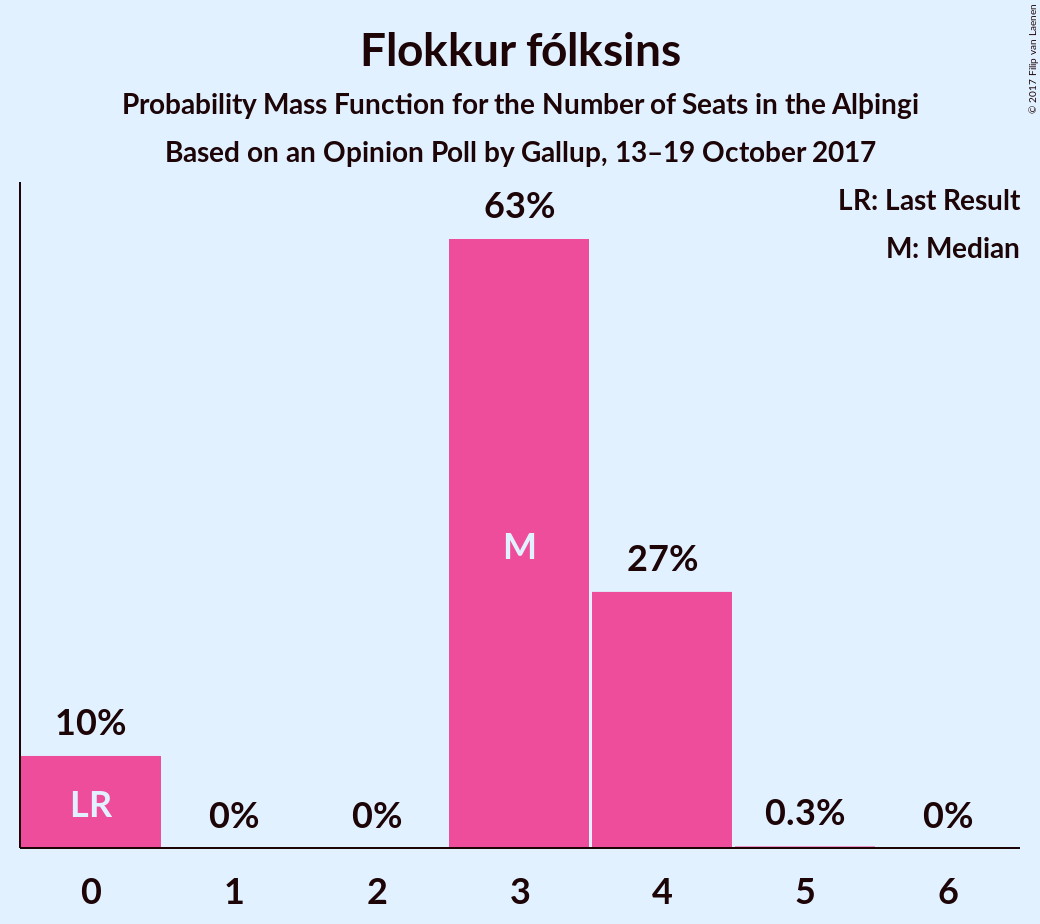 Flokkur fólksins
Probability Mass Function for the Number of Seats in the Alþingi
Based on an Opinion Poll by Gallup, 13–19 October 2017
© 2017 Filip van Laenen
LR: Last Result
M: Median
63%
27%
10%
0%
0%
0.3%
0%
M
LR
0 1 2 3 4 5 6